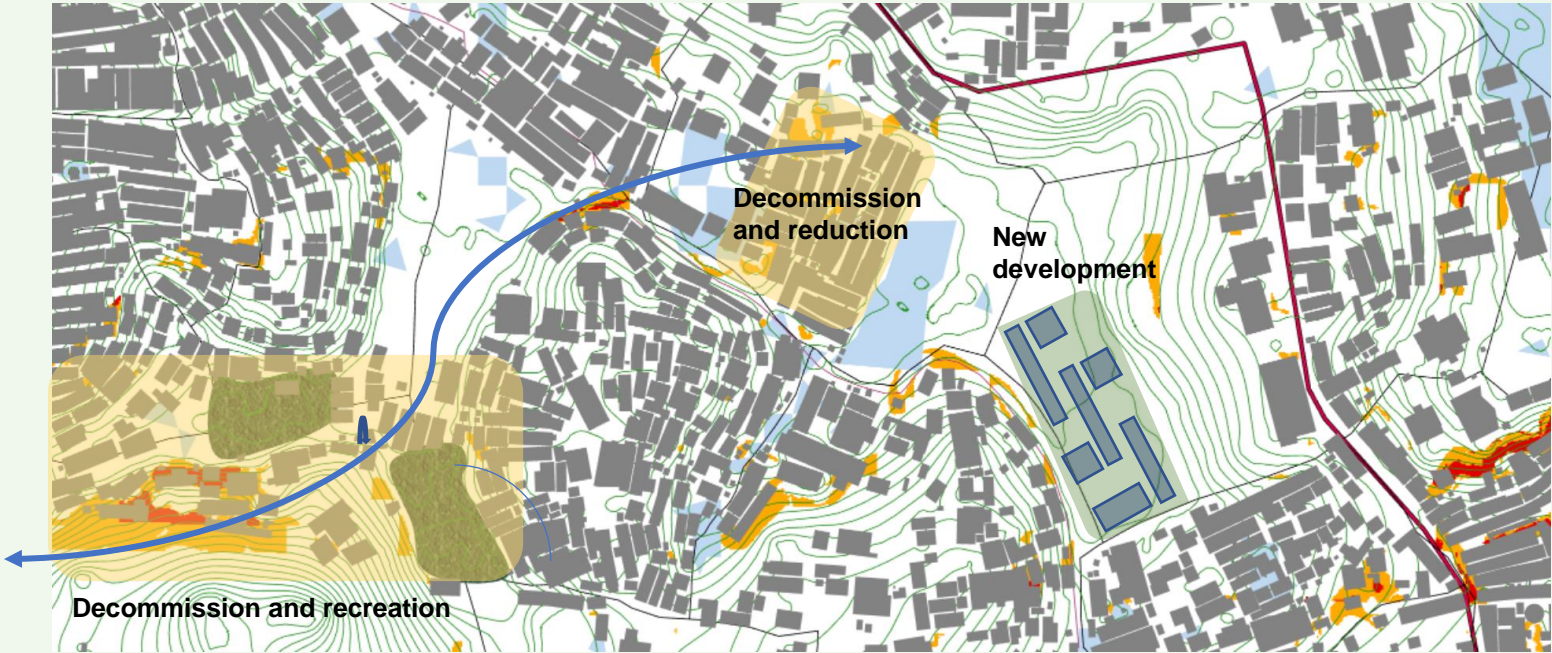 Decommission
and reduction
New
development
Decommission and recreation